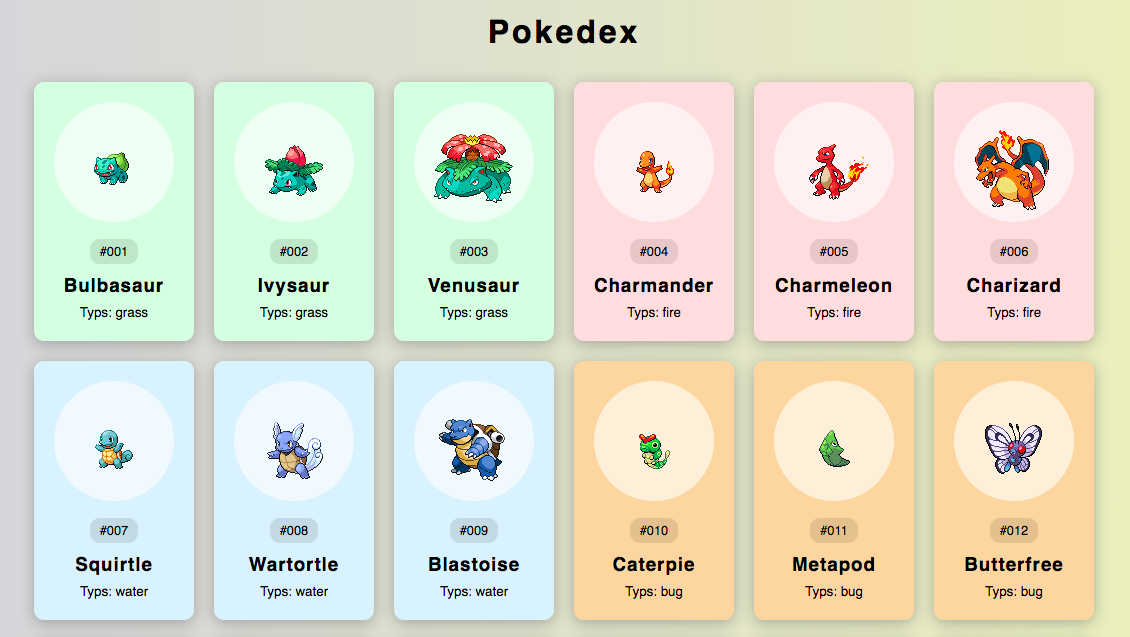 Pokedex
#001
Bulbasaur
Typs: grass
#002
Ivysaur
Typs: grass
#003
Venusaur
Typs: grass
#004
Charmander
Typs: fire
#005
Charmeleon
Typs: fire
#006
Charizard
Typs: fire
#007
Squirtle
Typs: water
#008
Wartortle
Typs: water
#009
Blastoise
Typs: water
#010
Caterpie
Typs: bug
#011
Metapod
Typs: bug
#012
Butterfree
Typs: bug